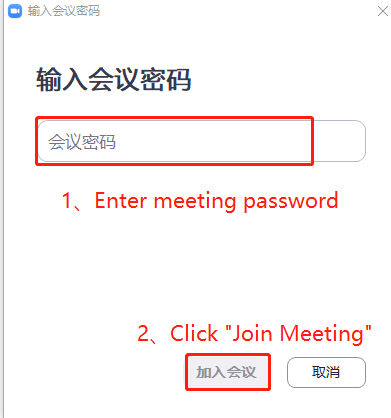 输入会议密码
输入会议密码
会议密码
1、Enter meeting password
2、Click "Join Meeting"
加入会议 取消